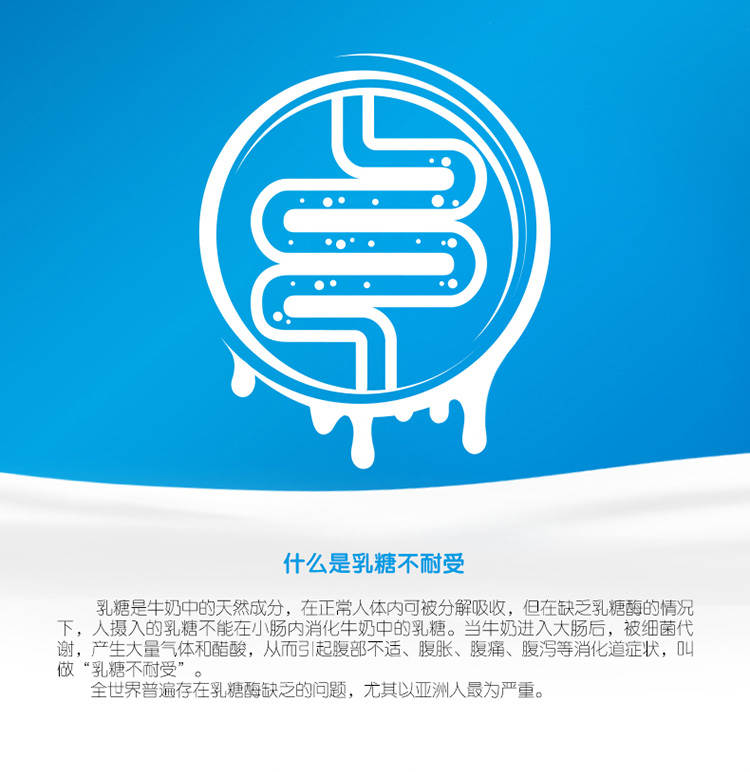 什么是乳糖不耐受
乳糖是牛奶中的天然成分，在正常人体内可被分解吸收，但在缺乏乳糖酶的情况
下，人摄入的乳糖不能在小肠内消化牛奶中的乳糖。当牛奶进入大肠后，被细菌代
谢，产生大量气体和醋酸，从而引起腹部不适、腹胀、腹痛、腹泻等消化道症状，叫
做“乳糖不耐受”。
全世界普遍存在乳糖酶缺乏的问题，尤其以亚洲人最为严重。